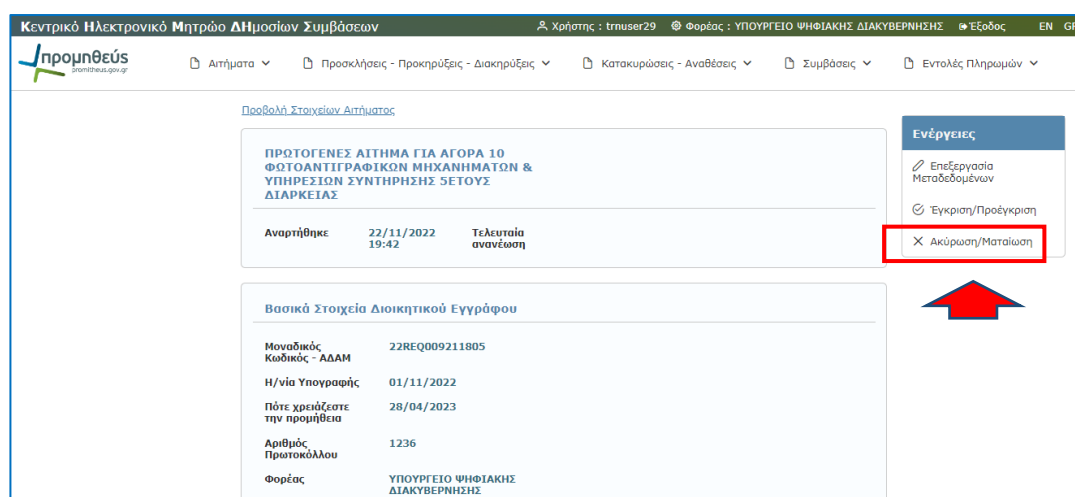 Κεντρικό Ηλεκτρονικό Μητρώο ΔΗμοσίων Συμβάσεων Χρήστης : trnuser29 Φορέας : ΥΠΟΥΡΓΕΙΟ ΨΗΦΙΑΚΗΣ ΔΙΑΚΥΒΕΡΝΗΣΗΣ Έξοδος EN GR
προμηθεύς
promitheus.gov.gr
Αιτήματα Προσκλήσεις - Προκηρύξεις - Διακηρύξεις Κατακυρώσεις - Αναθέσεις Συμβάσεις Εντολές Πληρωμών
Προβολή Στοιχείων Αιτήματος
ΠΡΩΤΟΓΕΝΕΣ ΑΙΤΗΜΑ ΓΙΑ ΑΓΟΡΑ 10
ΦΩΤΟΑΝΤΙΓΡΑΦΙΚΩΝ ΜΗΧΑΝΗΜΑΤΩΝ &
ΥΠΗΡΕΣΙΩΝ ΣΥΝΤΗΡΗΣΗΣ 5ΕΤΟΥΣ
ΔΙΑΡΚΕΙΑΣ
Αναρτήθηκε 22/11/2022 Τελευταία
19:42 ανανέωση
Ενέργειες
Επεξεργασία
Μεταδεδομένων
Έγκριση/Προέγκριση
Ακύρωση/Ματαίωση
Βασικά Στοιχεία Διοικητικού Εγγράφου
Μοναδικός 22REQ009211805
Κωδικός - ΑΔΑΜ
Η/νία Υπογραφής 01/11/2022
Πότε χρειάζεστε 28/04/2023
την προμήθεια
Αριθμός 1236
Πρωτοκόλλου
Φορέας ΥΠΟΥΡΓΕΙΟ ΨΗΦΙΑΚΗΣ
ΔΙΑΚΥΒΕΡΝΗΣΗΣ